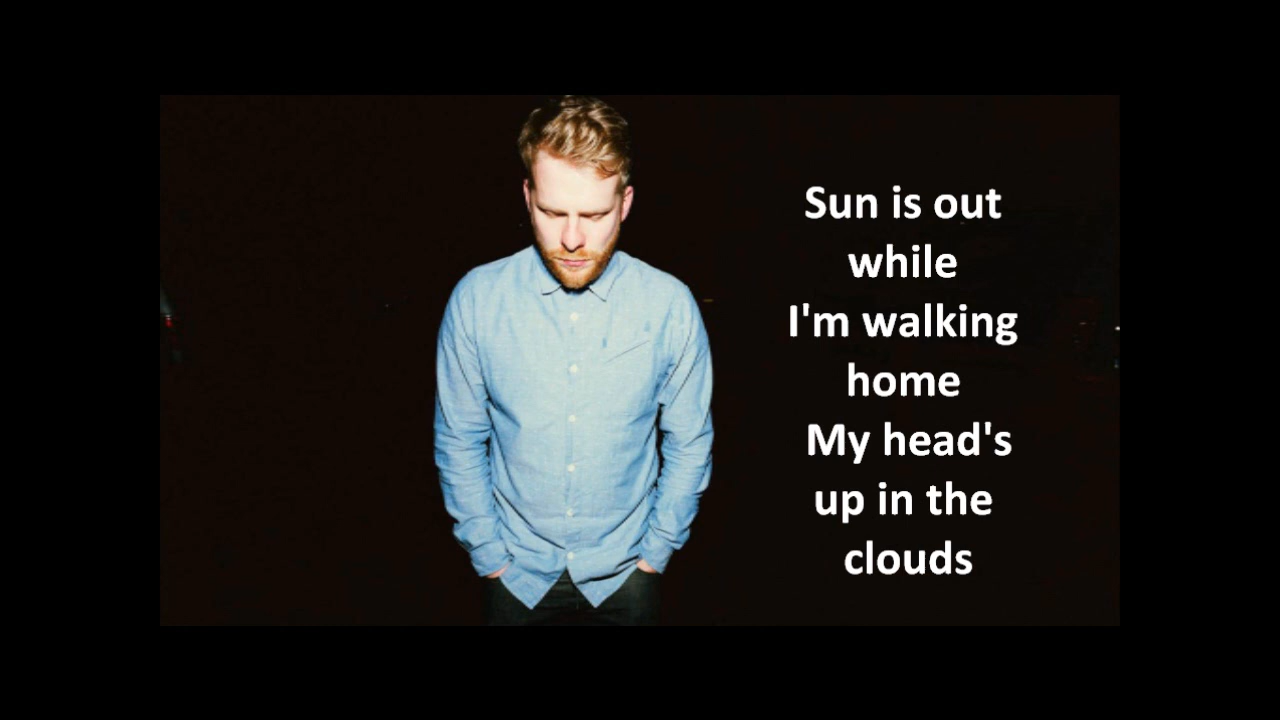 Sun is out
while
I'm walking
home
My head's
up in the
clouds